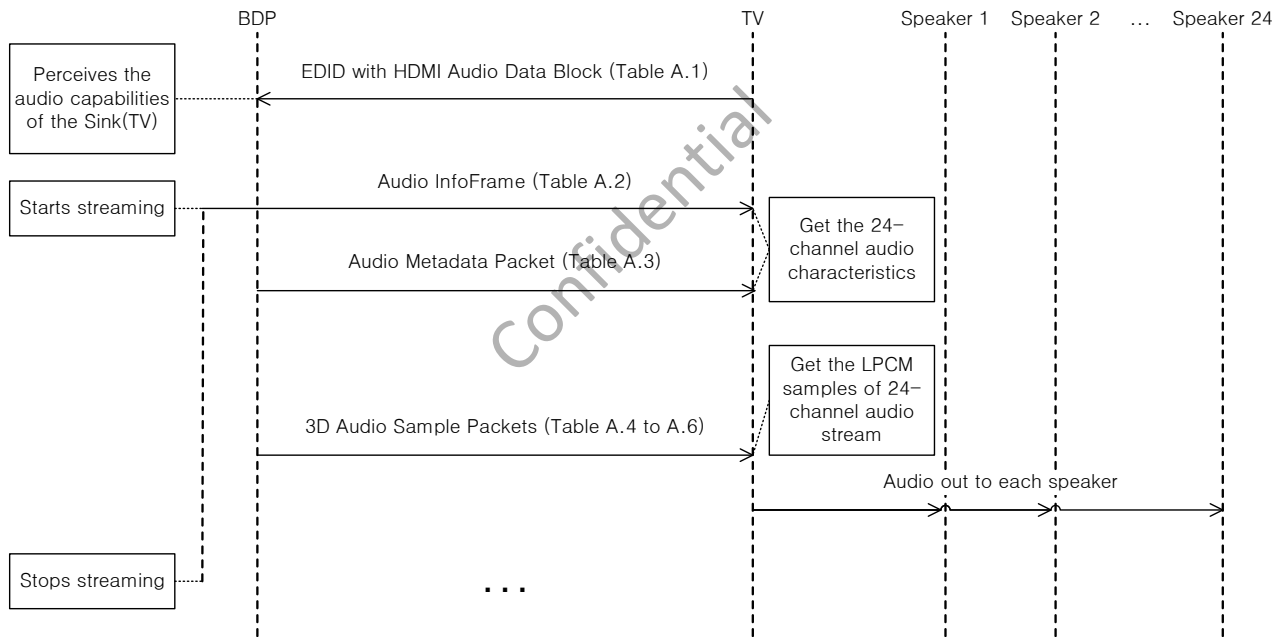 BDP
TV
Speaker 1
Speaker 2
...
Speaker 24
Perceives the
audio capabilities
of the Sink(TV)
EDID with HDMI Audio Data Block (Table A.1)
Starts streaming
Audio InfoFrame (Table A.2)
Get the 24-
channel audio
characteristics
Audio Metadata Packet (Table A.3)
Confidential
Get the LPCM
samples of 24-
channel audio
stream
3D Audio Sample Packets (Table A.4 to A.6)
Audio out to each speaker
Stops streaming
...